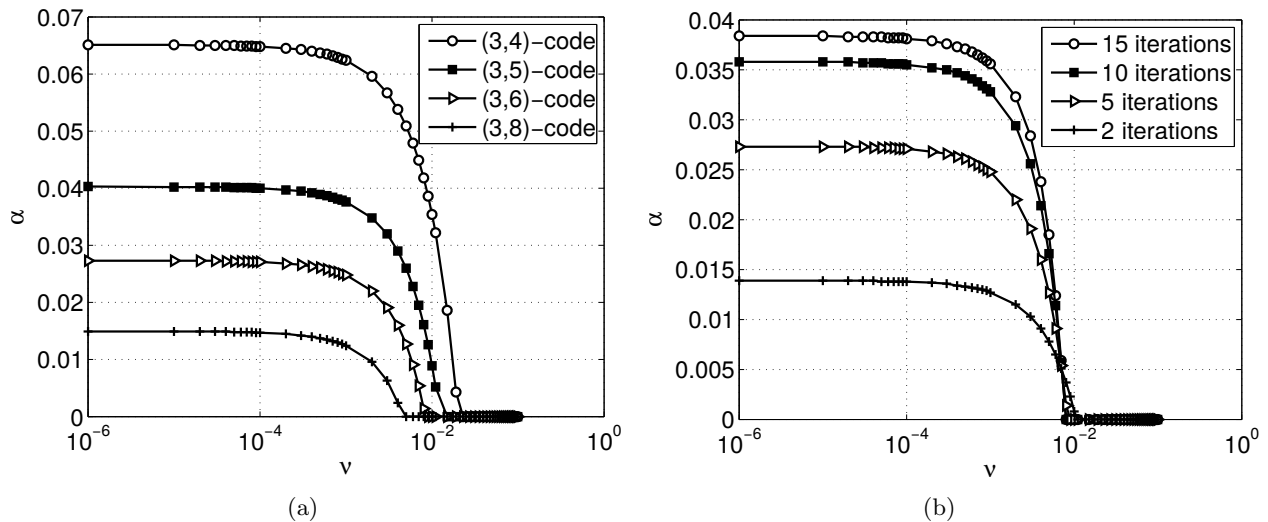 0.07
0.06
0.05
0.04
0.03
0.02
0.01
0
α
10^-6
10^-4
10^-2
10^0
ν
(3,4)−code
(3,5)−code
(3,6)−code
(3,8)−code
(a)
0.04
0.035
0.03
0.025
0.02
0.015
0.01
0.005
0
α
10^-6
10^-4
10^-2
10^0
ν
15 iterations
10 iterations
5 iterations
2 iterations
(b)